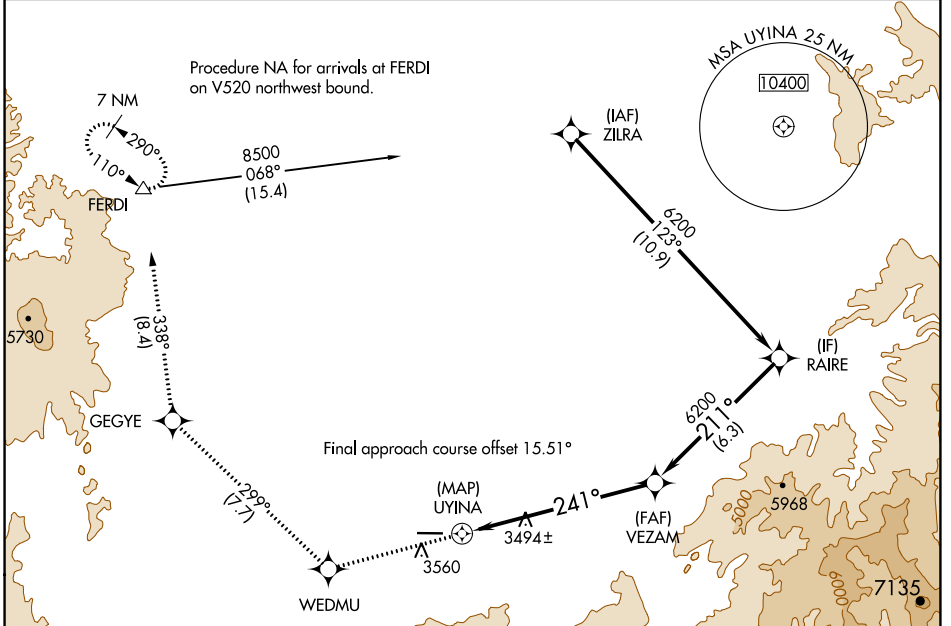 Procedure NA for arrivals at FERDI
on V520 northwest bound.
MSA UYINA 25 NM
10400
7 NM
290°
110°
FERDI
8500
068°
(15.4)
(IAF)
ZILRA
6200
123°
(10.9)
5730
338°
(8.4)
(IF)
RAIRE
6200
211°
(6.3)
GEGYE
Final approach course offset 15.51°
299°
(7.7)
(MAP)
UYINA
241°
3494±
(FAF)
VEZAM
5000
5968
3560
WEDMU
6000
7135